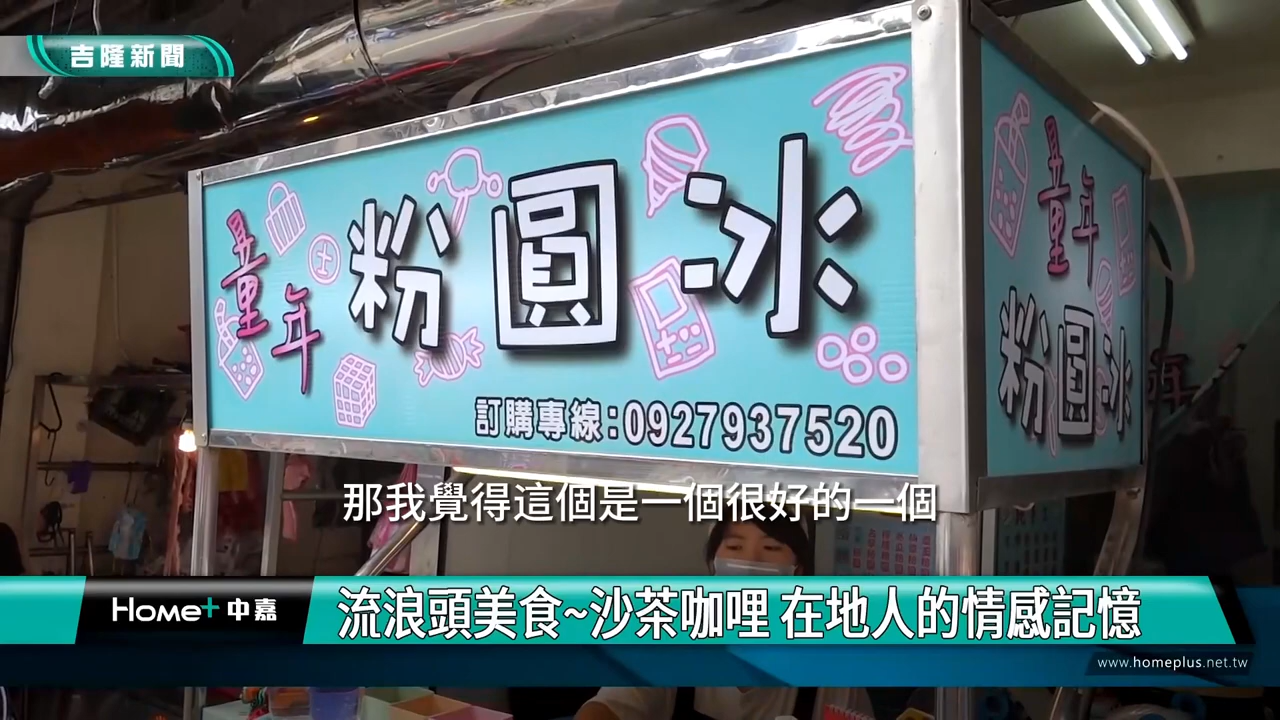 吉隆新聞
童年
粉圓冰
訂購專線:0927937520
童年
粉圓冰
那我覺得這個是一個很好的一個
Home+中嘉
流浪頭美食~沙茶咖哩 在地人的情感記憶
www.homeplus.net.tw